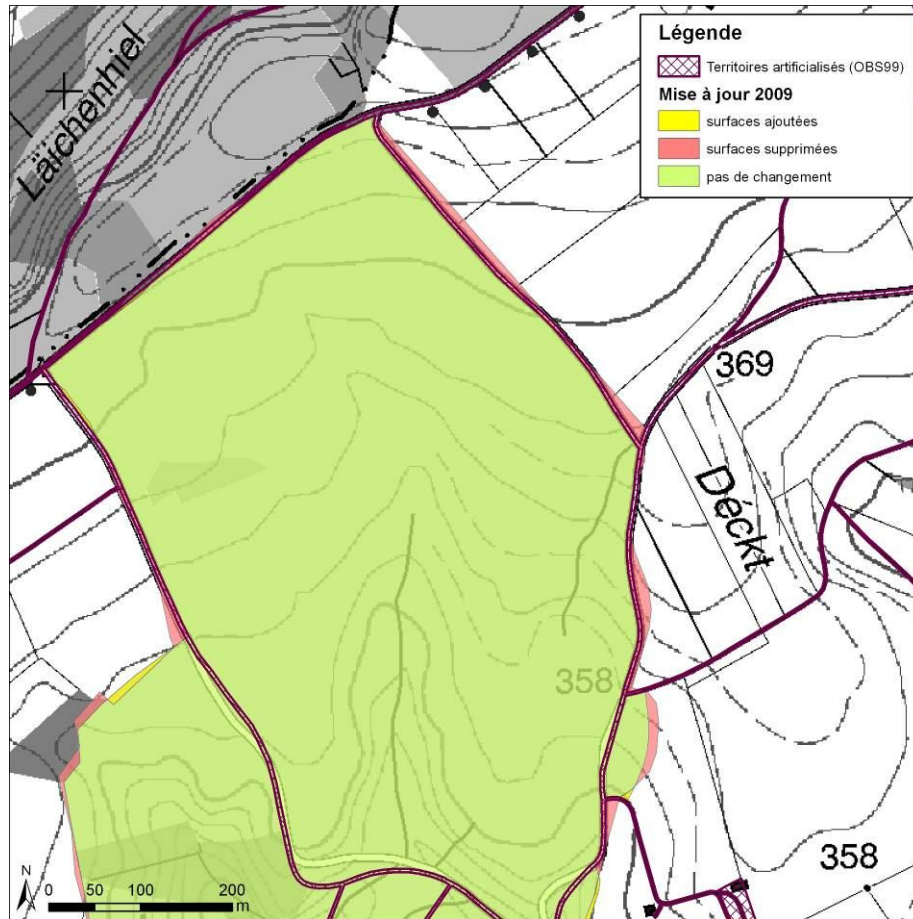 Légende
Territoires artificialisés (OBS99)
Mise à jour 2009
surfaces ajoutées
surfaces supprimées
pas de changement
Läichenhiel
369
Déckt
358
358
N
0 50 100 200
m